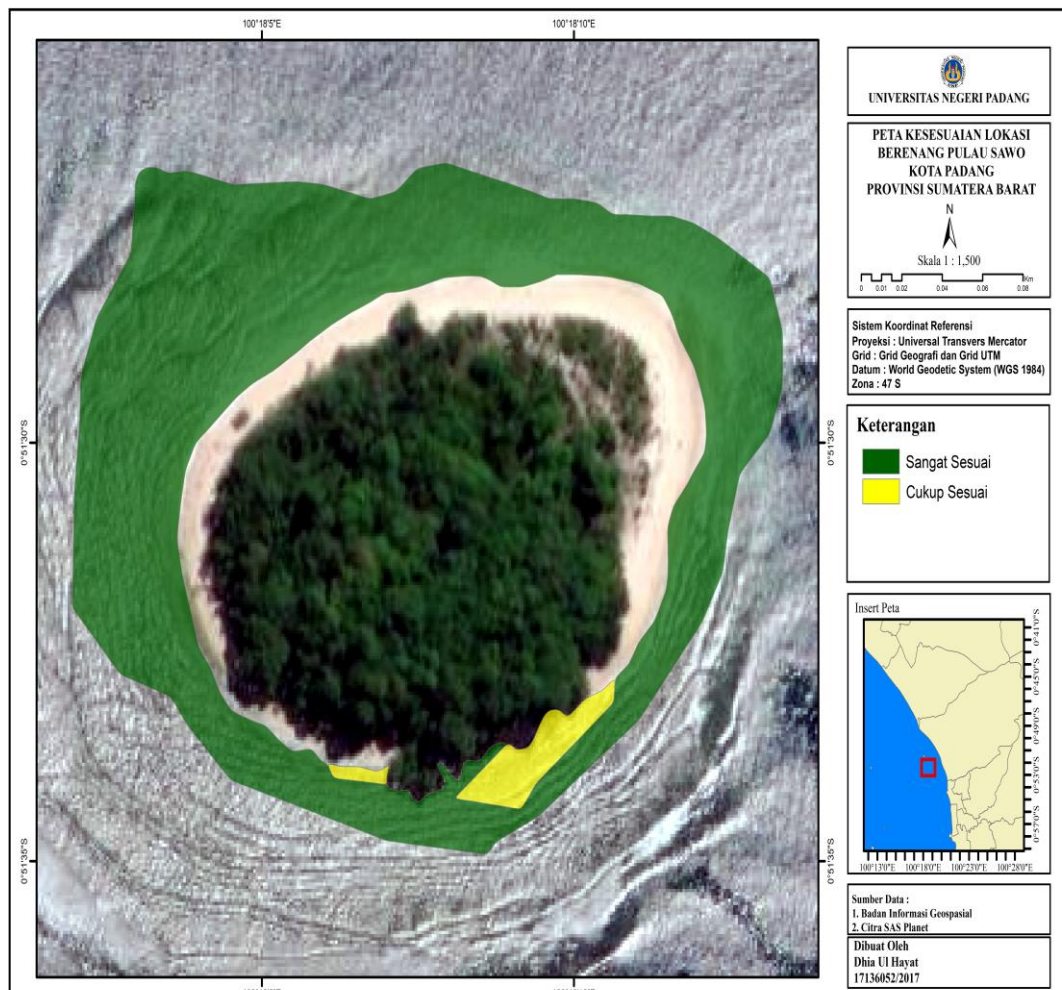 100°18'5"E
100°18'10"E
0°51'30"S
0°51'30"S
0°51'35"S
0°51'35"S
UNIVERSITAS NEGERI PADANG
PETA KESESUAIAN LOKASI
BERENANG PULAU SAWO
KOTA PADANG
PROVINSI SUMATERA BARAT
N
Skala 1 : 1,500
0 0.01 0.02 0.04 0.06 0.08
Km
Sistem Koordinat Referensi
Proyeksi : Universal Transvers Mercator
Grid : Grid Geografi dan Grid UTM
Datum : World Geodetic System (WGS 1984)
Zona : 47 S
Keterangan
Sangat Sesuai
Cukup Sesuai
Insert Peta
0°41'0"S
0°45'0"S
0°49'0"S
0°53'0"S
0°57'0"S
100°13'0"E 100°18'0"E 100°23'0"E 100°28'0"E
Sumber Data :
1. Badan Informasi Geospasial
2. Citra SAS Planet
Dibuat Oleh
Dhia Ul Hayat
17136052/2017